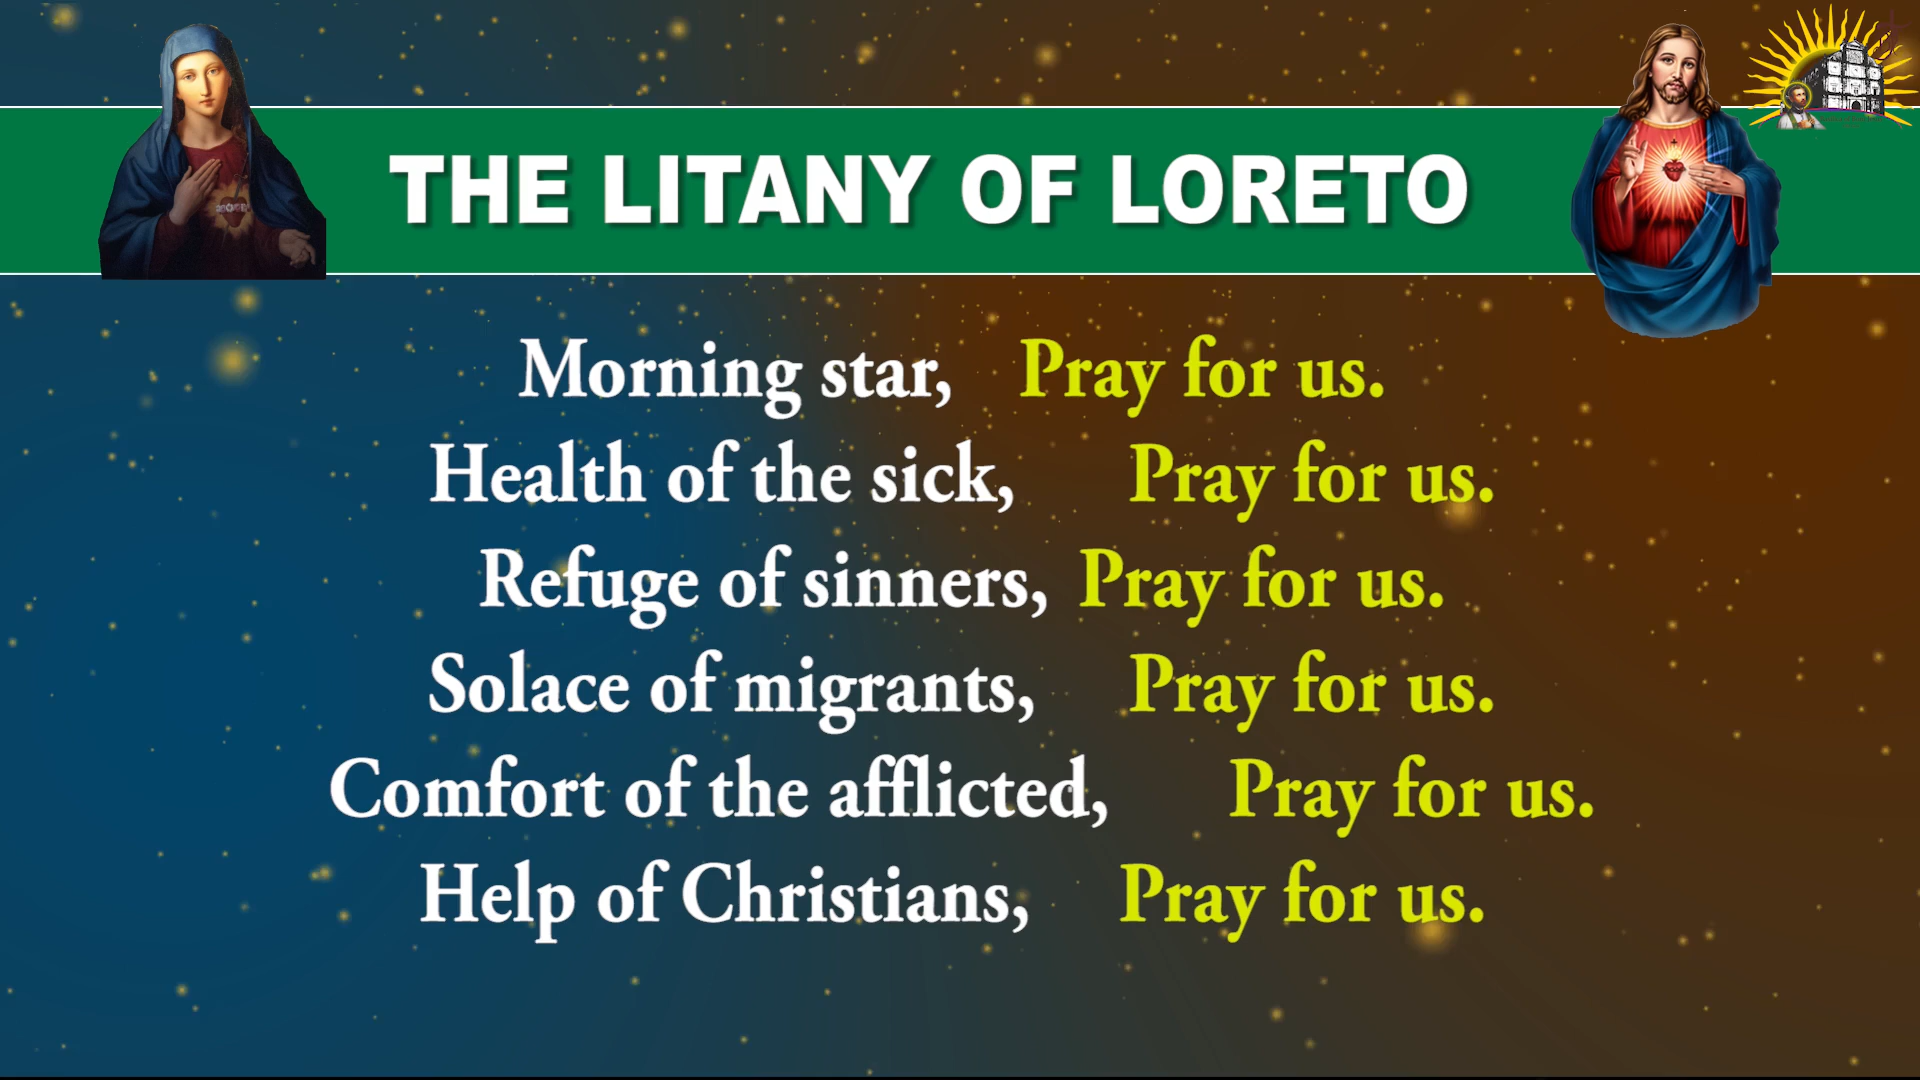 THE LITANY OF LORETO
Morning star, Pray for us.
Health of the sick, Pray for us.
Refuge of sinners, Pray for us.
Solace of migrants, Pray for us.
Comfort of the afflicted, Pray for us.
Help of Christians, Pray for us.